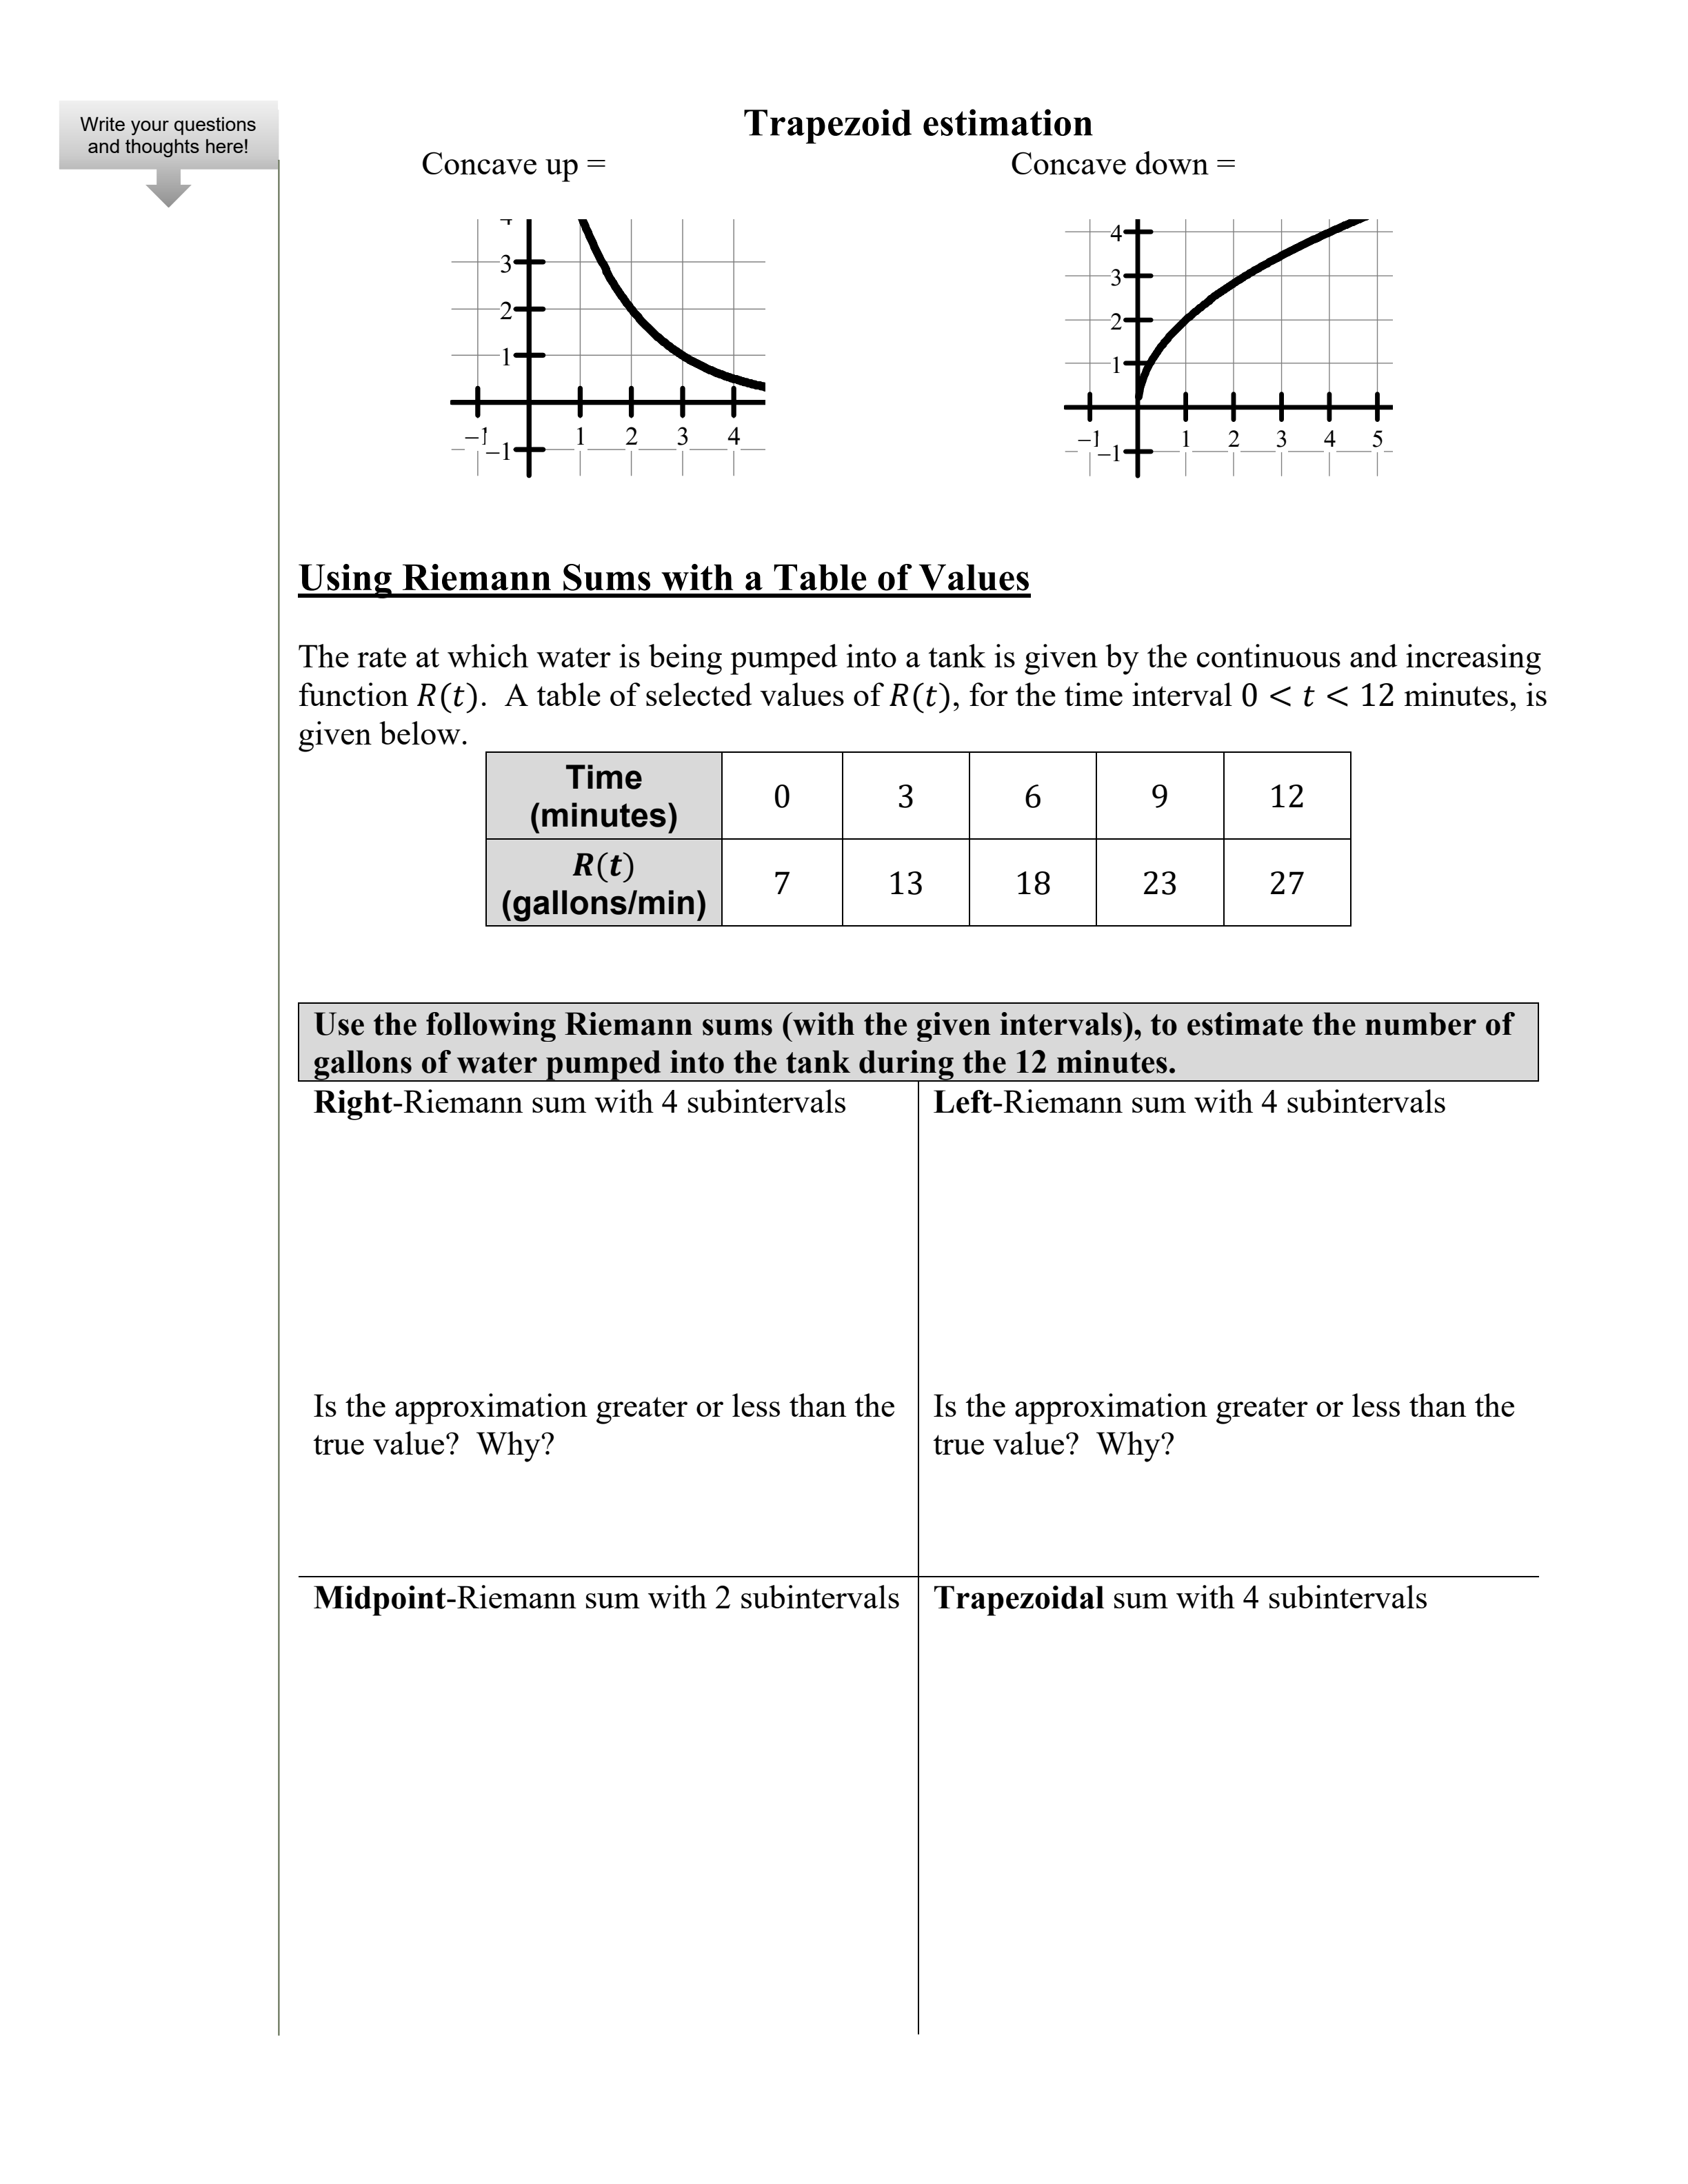 Write your questions
and thoughts here!
Trapezoid estimation
Concave up =
Concave down =
4
3
2
1
−1
−1
1
2
3
4
4
3
2
1
−1
−1
1
2
3
4
5
Using Riemann Sums with a Table of Values
The rate at which water is being pumped into a tank is given by the continuous and increasing
function R(t).  A table of selected values of R(t), for the time interval 0 < t < 12 minutes, is
given below.
Time
(minutes)
0
3
6
9
12
R(t)
(gallons/min)
7
13
18
23
27
Use the following Riemann sums (with the given intervals), to estimate the number of
gallons of water pumped into the tank during the 12 minutes.
Right-Riemann sum with 4 subintervals
Is the approximation greater or less than the
true value?  Why?
Left-Riemann sum with 4 subintervals
Is the approximation greater or less than the
true value?  Why?
Midpoint-Riemann sum with 2 subintervals
Trapezoidal sum with 4 subintervals